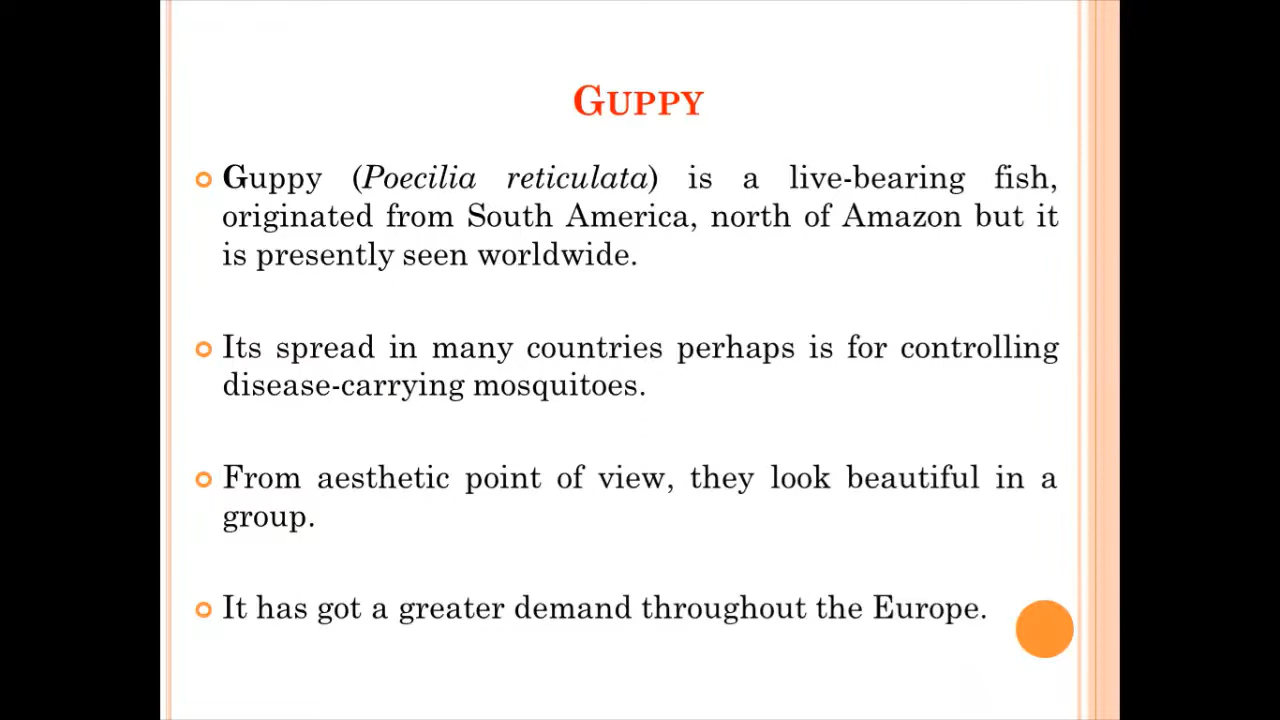 GUPPY
Guppy (Poecilia reticulata) is a live-bearing fish,
originated from South America, north of Amazon but it
is presently seen worldwide.
Its spread in many countries perhaps is for controlling
disease-carrying mosquitoes.
From aesthetic point of view, they look beautiful in a
group.
It has got a greater demand throughout the Europe.